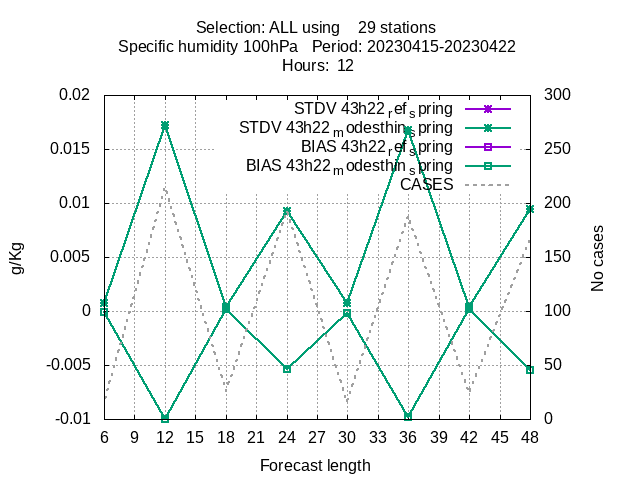 Selection: ALL using    29 stations
Specific humidity 100hPa   Period: 20230415-20230422
Hours:  12
STDV 43h22_ref_spring
STDV 43h22_modesthin_spring
BIAS 43h22_ref_spring
BIAS 43h22_modesthin_spring
CASES
0.02
0.015
0.01
0.005
0
-0.005
-0.01
300
250
200
150
100
50
0
g/Kg
No cases
6 9 12 15 18 21 24 27 30 33 36 39 42 45 48
Forecast length